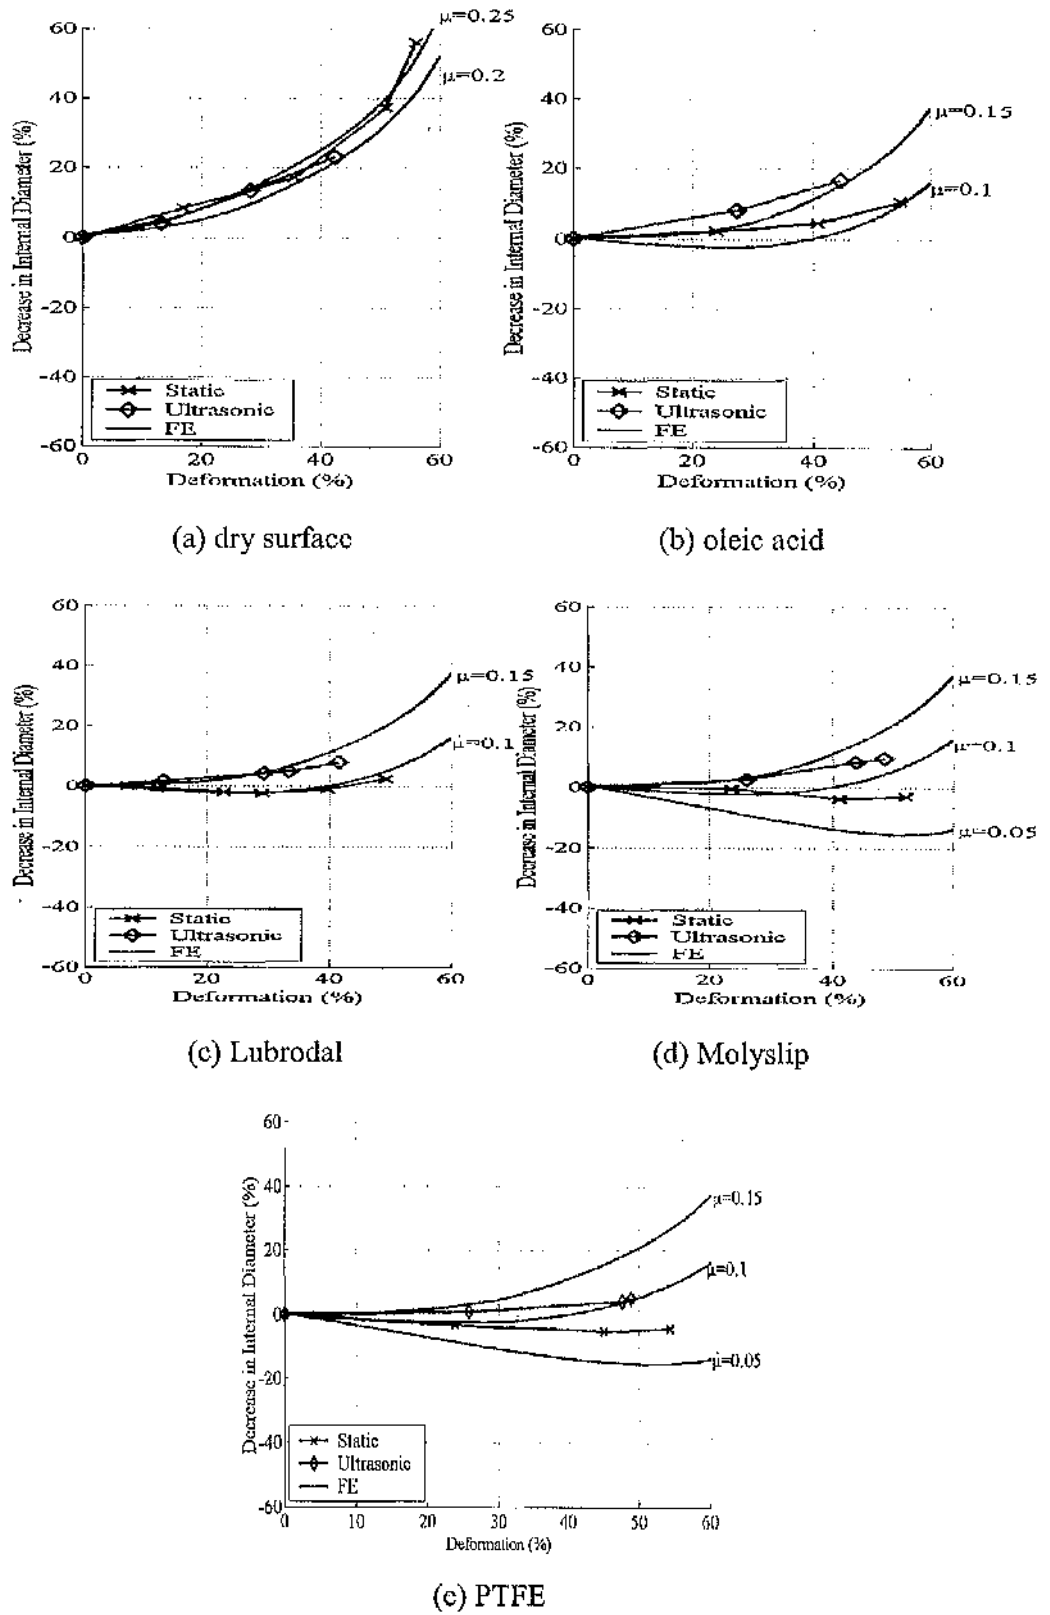 60
40
20
0
-20
-40
-60
0
20
40
60
Decrease in Internal Diameter (%)
Deformation (%)
μ=0.25
μ=0.2
Static
Ultrasonic
FE
(a) dry surface
60
40
20
0
-20
-40
-60
0
20
40
60
Decrease in Internal Diameter (%)
Deformation (%)
μ=0.15
μ=0.1
Static
Ultrasonic
FE
(b) oleic acid
60
40
20
0
-20
-40
-60
0
20
40
60
Decrease in Internal Diameter (%)
Deformation (%)
μ=0.15
μ=0.1
Static
Ultrasonic
FE
(c) Lubrodal
60
40
20
0
-20
-40
-60
0
20
40
60
Decrease in Internal Diameter (%)
Deformation (%)
μ=0.15
μ=0.1
μ=0.05
Static
Ultrasonic
FE
(d) Molyslip
60
40
20
0
-20
-40
-60
0
10
20
30
40
50
60
Decrease in Internal Diameter (%)
Deformation (%)
μ=0.15
μ=0.1
μ=0.05
Static
Ultrasonic
FE
(e) PTFE